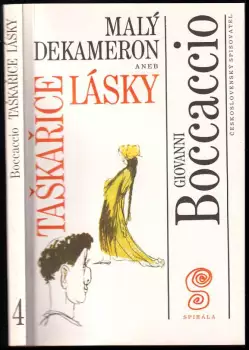 Boccaccio TAŠKAŘICE LÁSKY
4
MALÝ
DEKAMERON
ANEB
TAŠKAŘICE
LÁSKY
GIOVANNI
Boccaccio
ČESKOSLOVENSKÝ SPISOVATEL
SPIRÁLA